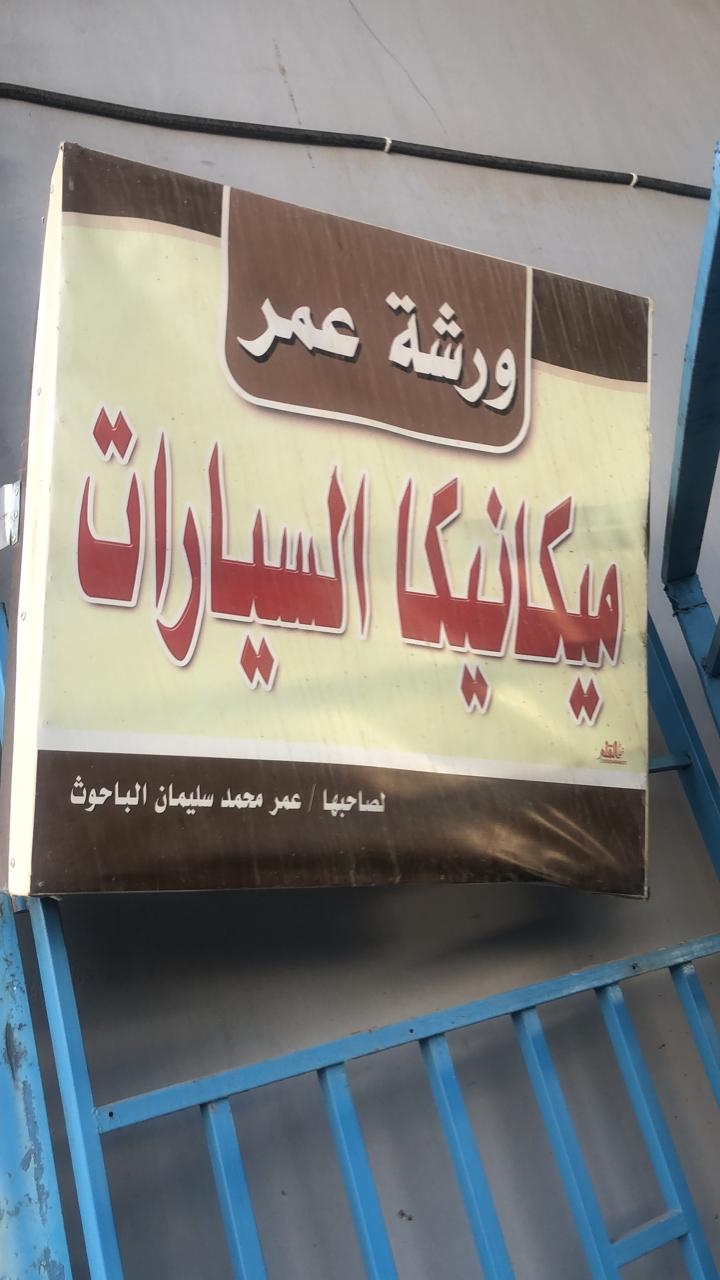 ورشة عمر
ميكانيكا السيارات
لصاحبها / عمر محمد سليمان الباحوث